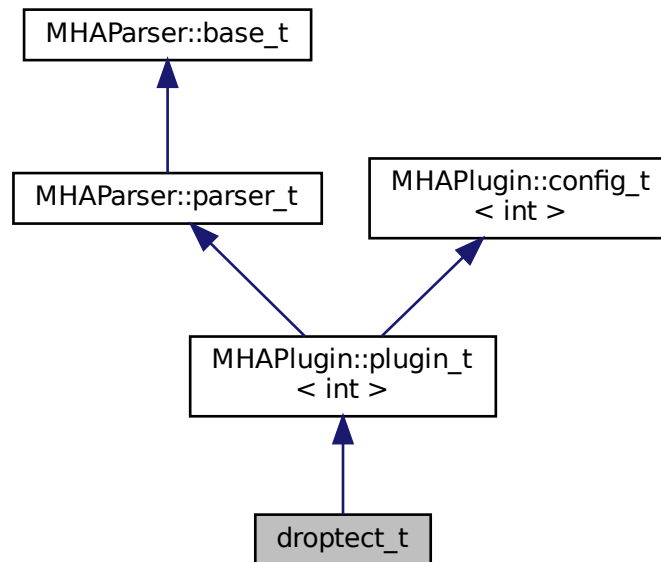 MHAParser::base_t
MHAParser::parser_t
MHAPlugin::config_t
< int >
MHAPlugin::plugin_t
< int >
droptect_t